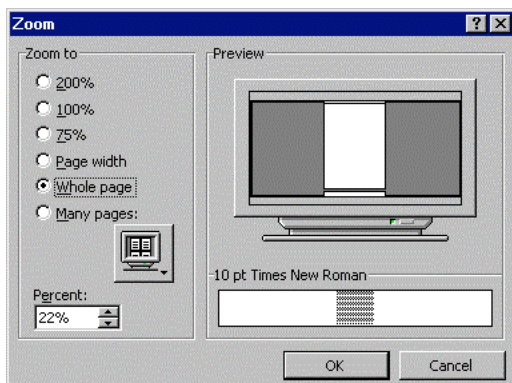 Zoom
Zoom to
200%
100%
75%
Page width
Whole page
Many pages:
Percent:
22%
Preview
10 pt Times New Roman
OK
Cancel